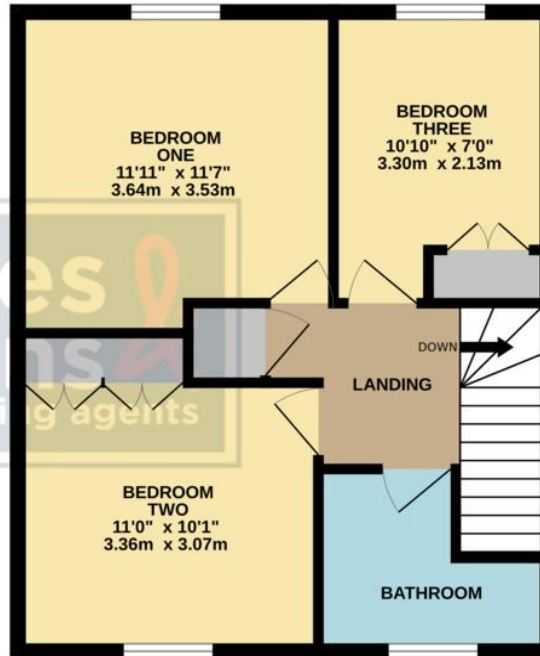 BEDROOM
ONE
11'11" x 11'7"
3.64m x 3.53m
BEDROOM
THREE
10'10" x 7'0"
3.30m x 2.13m
DOWN
LANDING
BEDROOM
TWO
11'0" x 10'1"
3.36m x 3.07m
BATHROOM
agents